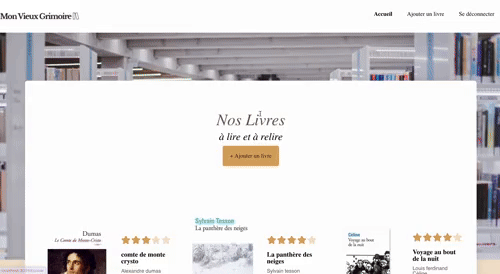 Mon Vieux Grimoire
Accueil
Ajouter un livre
Se déconnecter
Nos Livres
à lire et à relire
+ Ajouter un livre
Dumas
Le Comte de Monte-Cristo
comte de monte crysto
Alexandre dumas
Sylvain Tesson
La panthère des neiges
La panthère des neiges
Sylvain tesson
Céline
Voyage au bout
de la nuit
Voyage au bout
de la nuit
Louis ferdinand
Céline